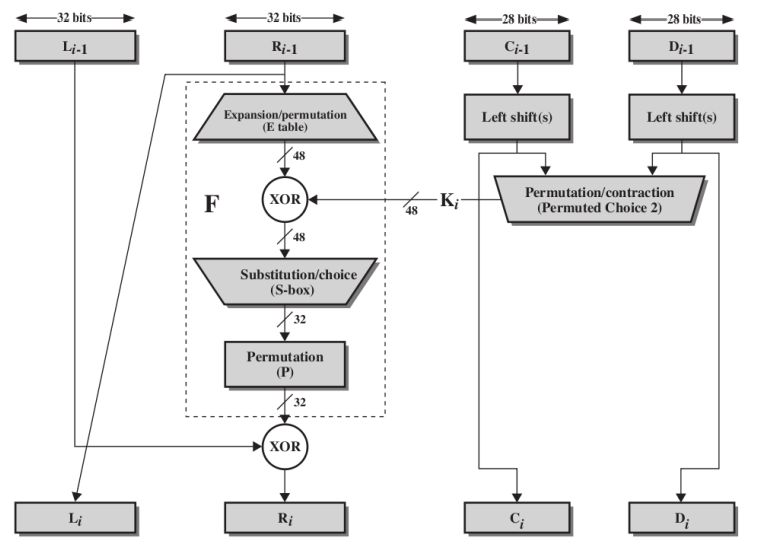 32 bits
32 bits
28 bits
28 bits
Li-1
Ri-1
Ci-1
Di-1
Expansion/permutation
(E table)
Left shift(s)
Left shift(s)
48
F
XOR
48
Ki
Permutation/contraction
(Permuted Choice 2)
48
Substitution/choice
(S-box)
32
Permutation
(P)
32
XOR
Li
Ri
Ci
Di